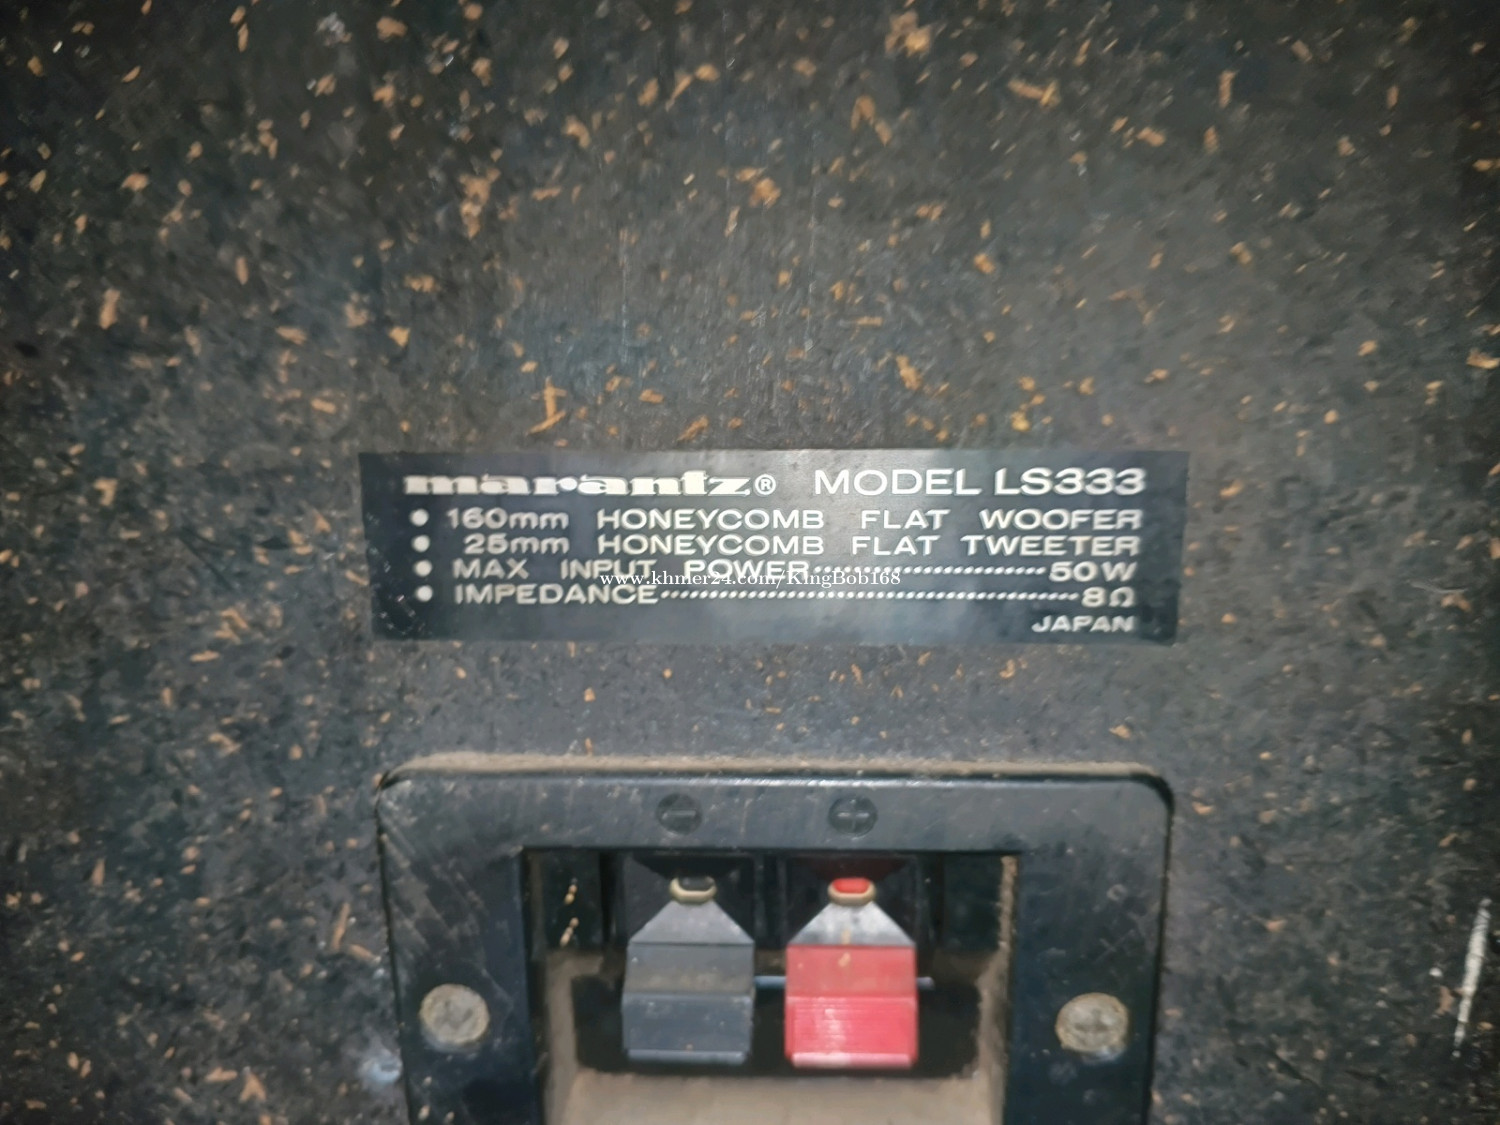 marantz® MODEL LS333
• 160mm HONEYCOMB FLAT WOOFER
• 25mm HONEYCOMB FLAT TWEETER
• MAX INPUT POWER 50W
www.khmer24.com/KingBob168
• IMPEDANCE 8Ω
JAPAN
− +